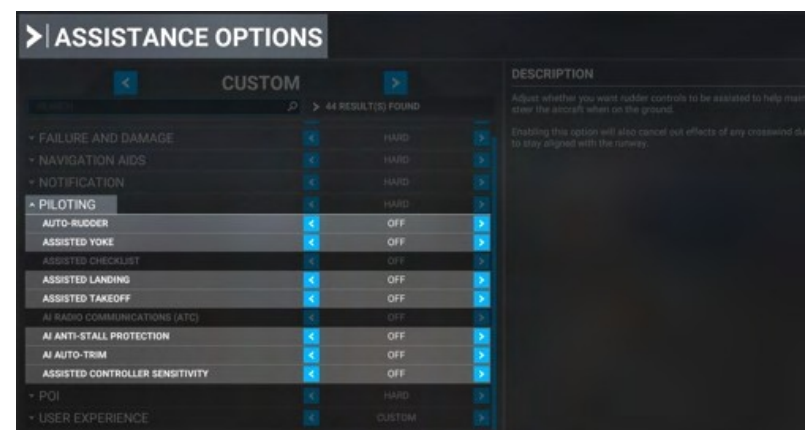 ASSISTANCE OPTIONS
CUSTOM
SEARCH
44 RESULT(S) FOUND
FAILURE AND DAMAGE HARD
NAVIGATION AIDS HARD
NOTIFICATION HARD
PILOTING HARD
AUTO-RUDDER OFF
ASSISTED YOKE OFF
ASSISTED CHECKLIST OFF
ASSISTED LANDING OFF
ASSISTED TAKEOFF OFF
AI RADIO COMMUNICATIONS (ATC) OFF
AI ANTI-STALL PROTECTION OFF
AI AUTO-TRIM OFF
ASSISTED CONTROLLER SENSITIVITY OFF
POI HARD
USER EXPERIENCE CUSTOM
DESCRIPTION
Adjust whether you want rudder controls to be assisted to help
steer the aircraft when on the ground.
Enabling this option will also cancel out effects of any crosswind
to stay aligned with the runway.